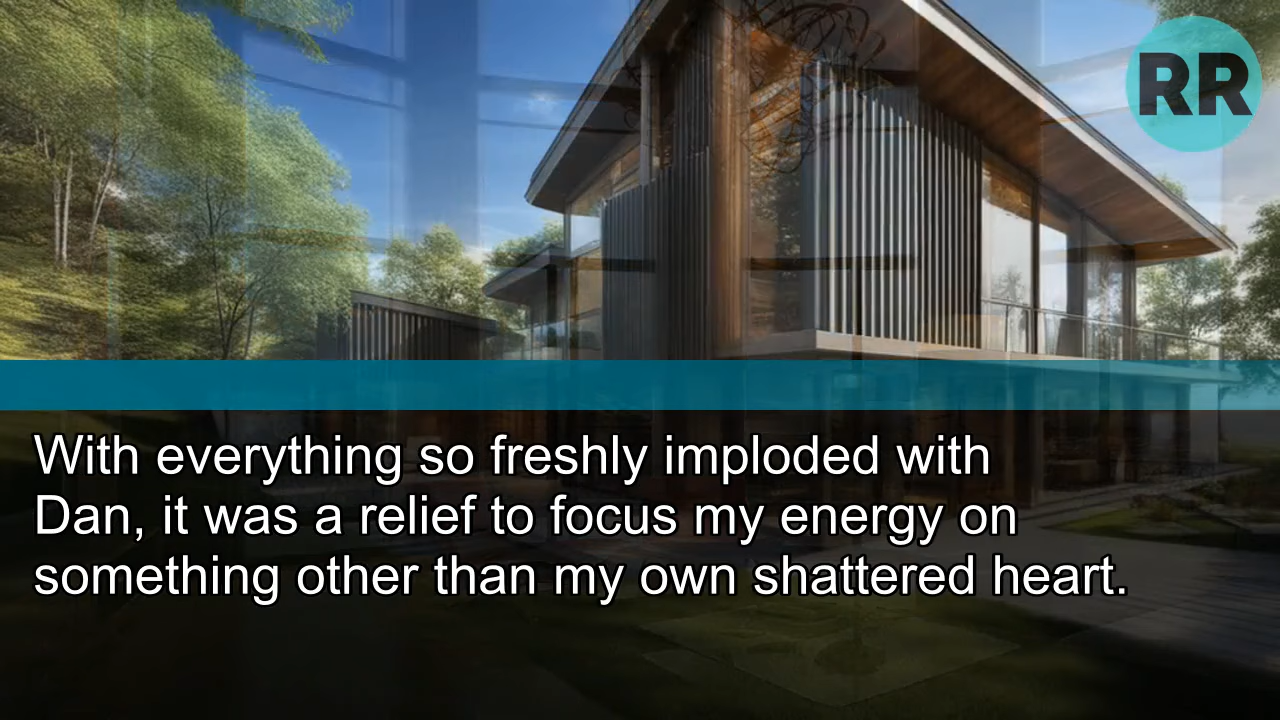 RR
With everything so freshly imploded with
Dan, it was a relief to focus my energy on
something other than my own shattered heart.